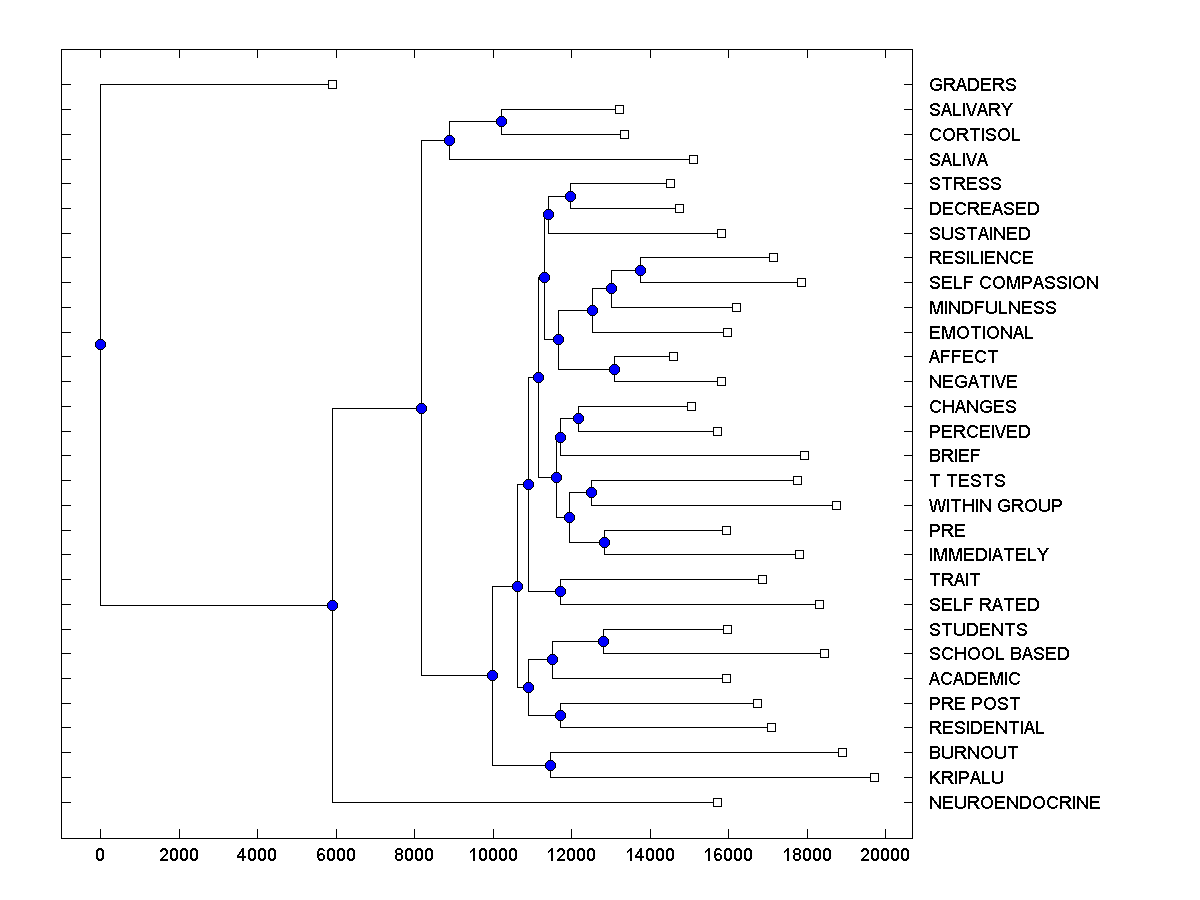 GRADERS
SALIVARY
CORTISOL
SALIVA
STRESS
DECREASED
SUSTAINED
RESILIENCE
SELF COMPASSION
MINDFULNESS
EMOTIONAL
AFFECT
NEGATIVE
CHANGES
PERCEIVED
BRIEF
T TESTS
WITHIN GROUP
PRE
IMMEDIATELY
TRAIT
SELF RATED
STUDENTS
SCHOOL BASED
ACADEMIC
PRE POST
RESIDENTIAL
BURNOUT
KRIPALU
NEUROENDOCRINE
0 2000 4000 6000 8000 10000 12000 14000 16000 18000 20000